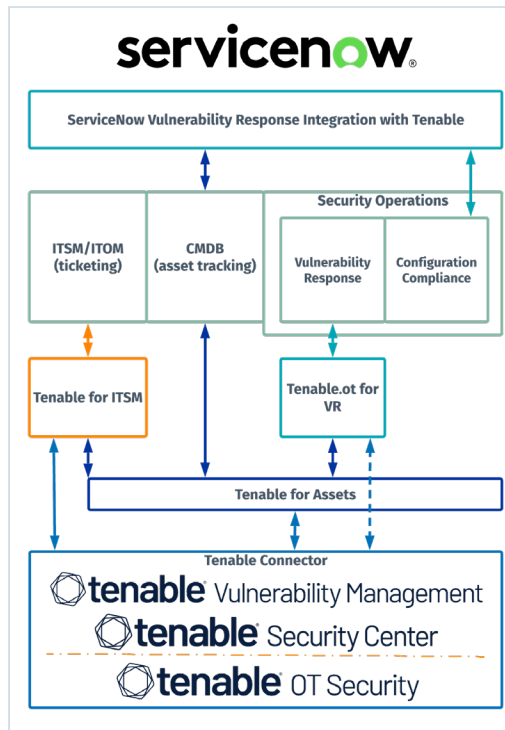 servicenow®
ServiceNow Vulnerability Response Integration with Tenable
Security Operations
ITSM/ITOM
(ticketing)
CMDB
(asset tracking)
Vulnerability
Response
Configuration
Compliance
Tenable for ITSM
Tenable.ot for
VR
Tenable for Assets
Tenable Connector
tenable® Vulnerability Management
tenable® Security Center
tenable® OT Security